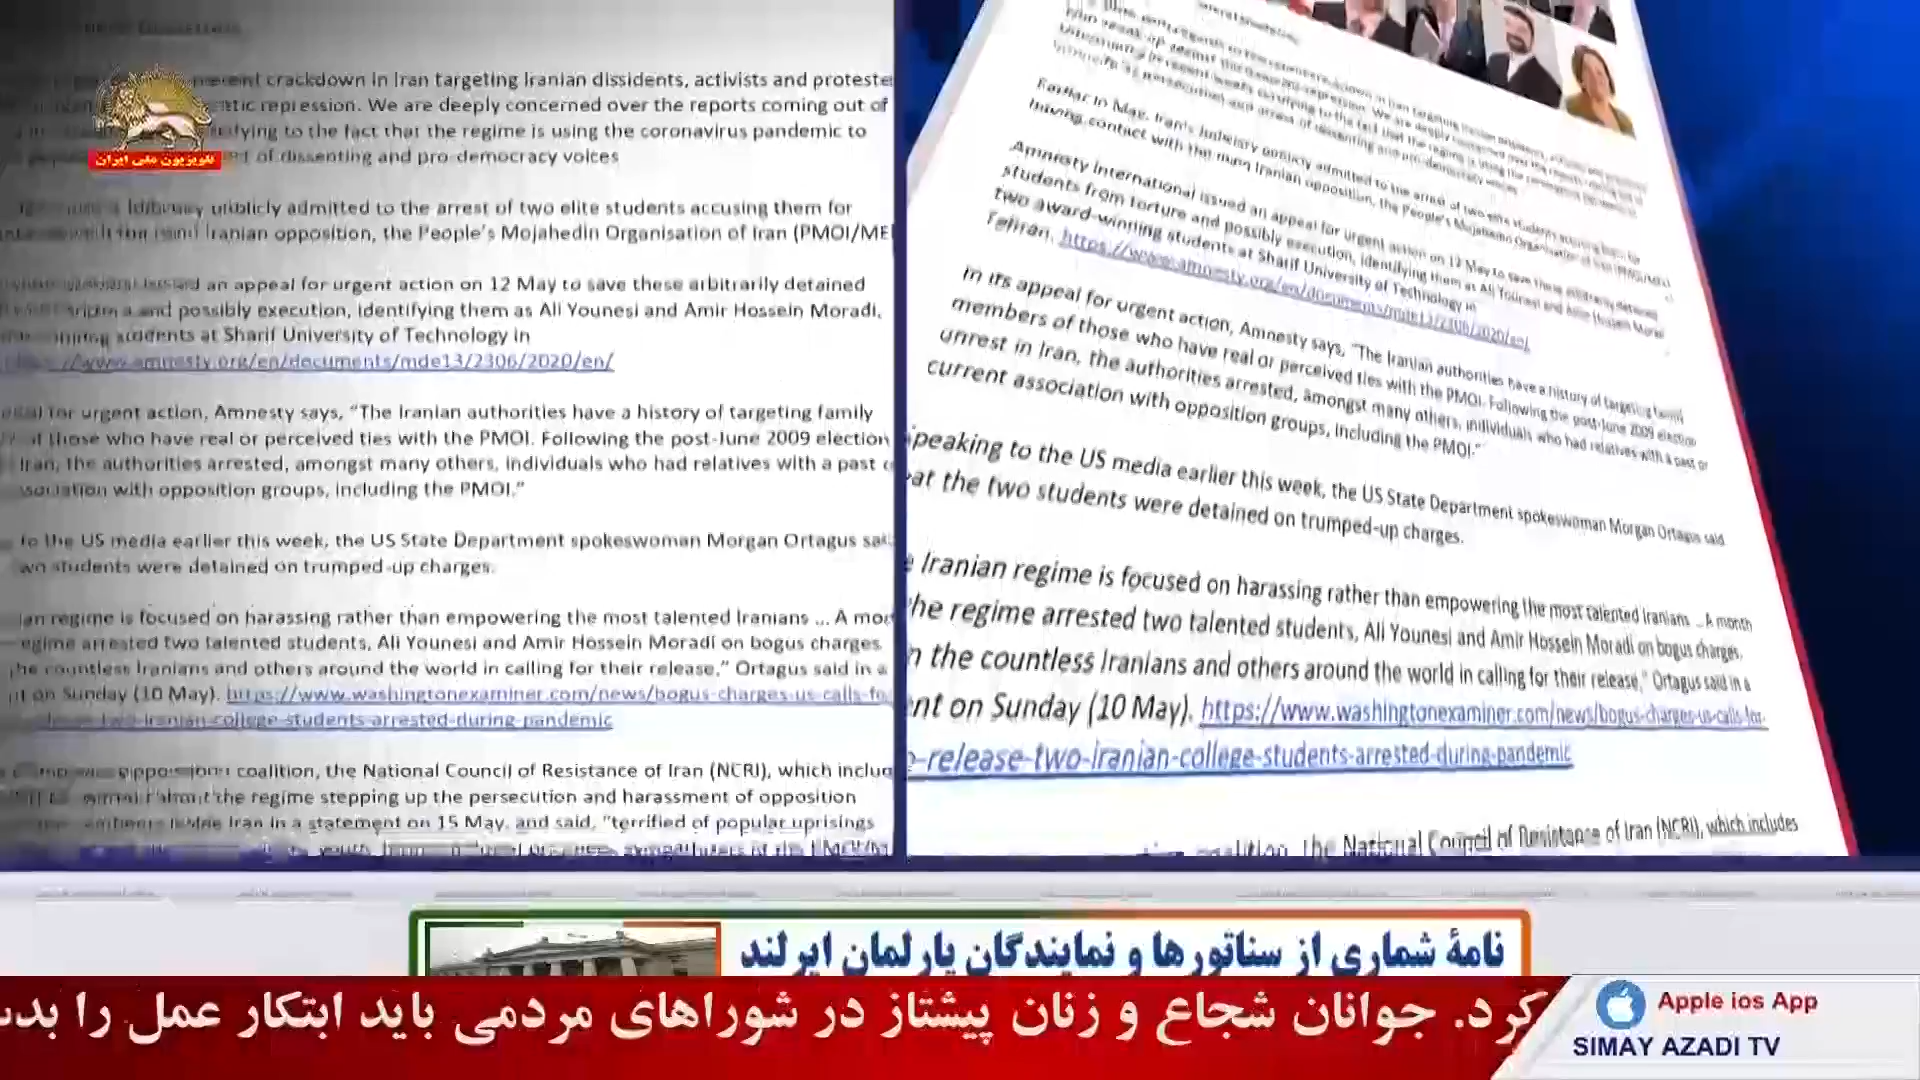 crackdown in Iran targeting Iranian dissidents, activists and proteste
repression. We are deeply concerned over the reports coming out of
to the fact that the regime is using the coronavirus pandemic to
of dissenting and pro-democracy voices
publicly admitted to the arrest of two elite students accusing them for
Iranian opposition, the People's Mojahedin Organisation of Iran (PMOI/ME
an appeal for urgent action on 12 May to save these arbitrarily detained
and possibly execution, identifying them as Ali Younesi and Amir Hossein Moradi,
students at Sharif University of Technology in
://www.amnesty.org/en/documents/mde13/2306/2020/en/
for urgent action, Amnesty says, "The Iranian authorities have a history of targeting family
those who have real or perceived ties with the PMOI. Following the post-June 2009 election
Iran, the authorities arrested, amongst many others, individuals who had relatives with a past
with opposition groups, including the PMOI."
to the US media earlier this week, the US State Department spokeswoman Morgan Ortagus
wo students were detained on trumped-up charges.
regime is focused on harassing rather than empowering the most talented Iranians ... A mo
arrested two talented students, Ali Younesi and Amir Hossein Moradi on bogus charges.
he countless Iranians and others around the world in calling for their release," Ortagus said in a
nt on Sunday (10 May). https://www.washingtonexaminer.com/news/bogus-charges-us-calls-fo
two-iranian-college-students-arrested-during-pandemic
coalition, the National Council of Resistance of Iran (NCRI), which includ
the regime stepping up the persecution and harassment of opposition
Iran in a statement on 15 May, and said, "terrified of popular uprisings
تلویزیون ملی ایران
Earlier in May, Iran's Judiciary publicly admitted to the arrest of two elite students accusing them for
having contact with the main Iranian opposition, the People's Mojahedin Organisation of Iran
Amnesty International issued an appeal for urgent action on 12 May to save these arbitrarily detained
students from torture and possibly execution, identifying them as Ali Younesi and Amir Hossein Moradi
two award-winning students at Sharif University of Technology in
Tehran. https://www.amnesty.org/en/documents/mde13/2306/2020/en/
In its appeal for urgent action, Amnesty says, "The Iranian authorities have a history of targeting family
members of those who have real or perceived ties with the PMOI. Following the post-June 2009 election
unrest in Iran, the authorities arrested, amongst many others, individuals who had relatives with a past or
current association with opposition groups, including the PMOI."
peaking to the US media earlier this week, the US State Department spokeswoman Morgan Ortagus said
at the two students were detained on trumped-up charges.
Iranian regime is focused on harassing rather than empowering the most talented Iranians ... A month
he regime arrested two talented students, Ali Younesi and Amir Hossein Moradi on bogus charges.
n the countless Iranians and others around the world in calling for their release," Ortagus said in a
nt on Sunday (10 May). https://www.washingtonexaminer.com/news/bogus-charges-us-calls-for-
-release-two-iranian-college-students-arrested-during-pandemic
coalition, the National Council of Resistance of Iran (NCRI), which includes
نامهٔ شماری از سناتورها و نمایندگان پارلمان ایرلند
کرد. جوانان شجاع و زنان پیشتاز در شوراهای مردمی باید ابتکار عمل را بدس
Apple ios App
SIMAY AZADI TV